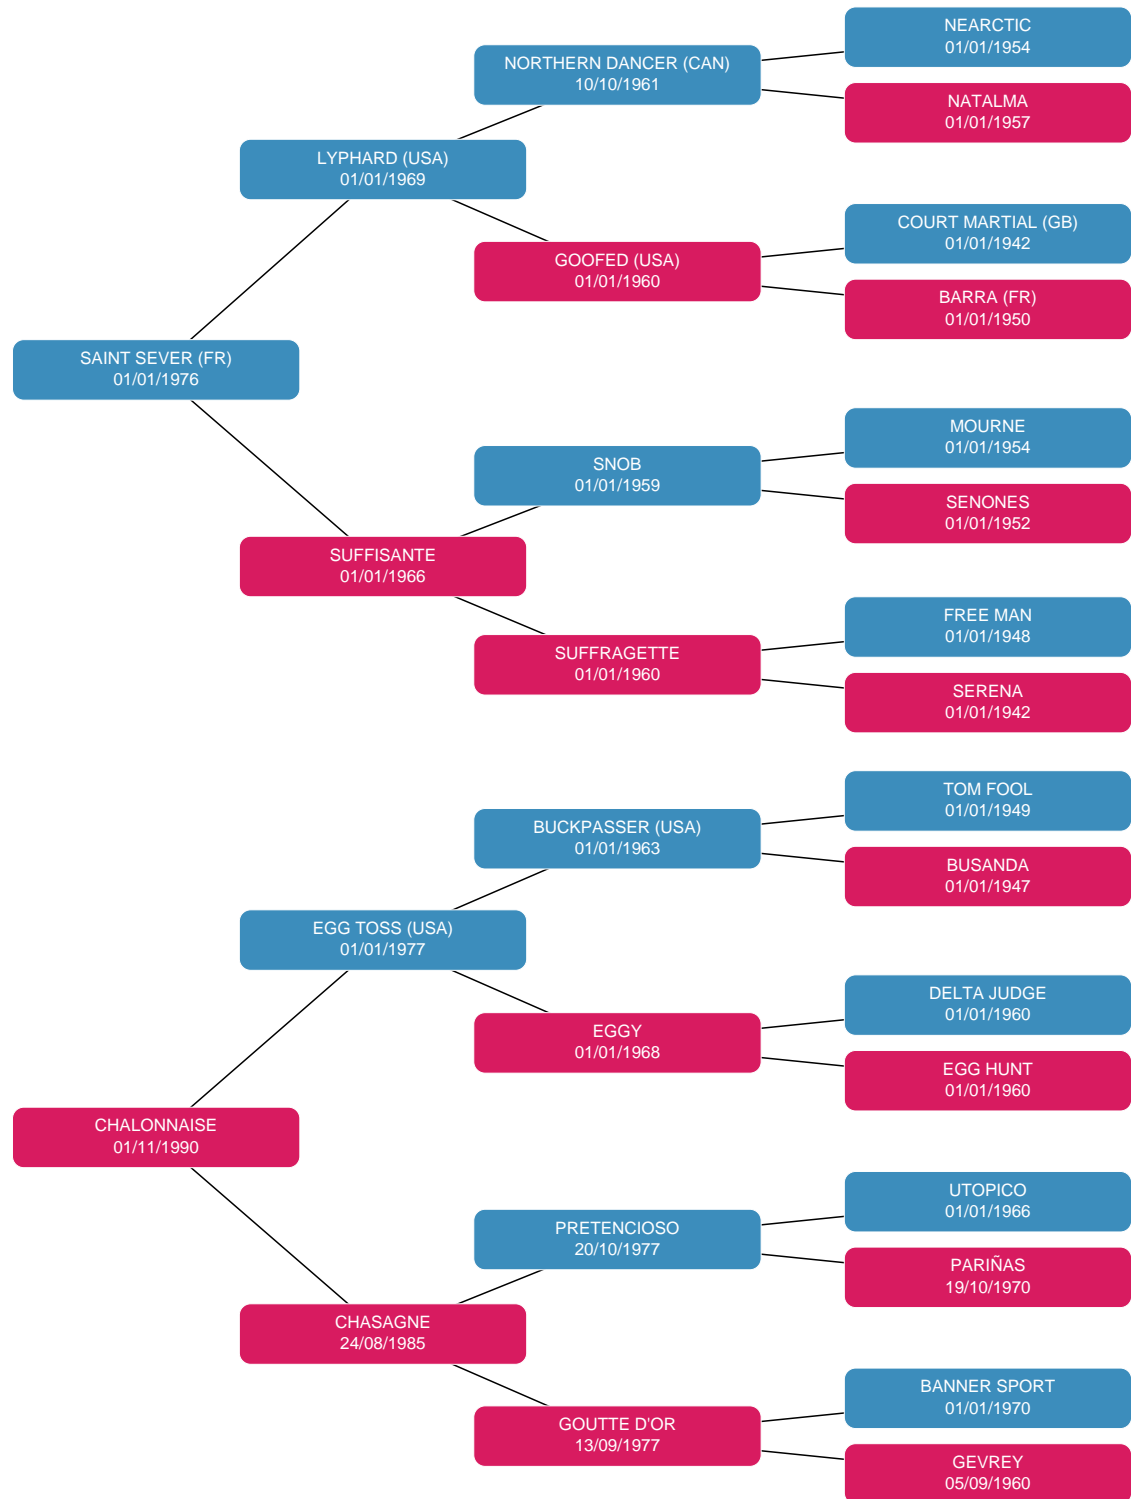 NEARCTIC
01/01/1954
NORTHERN DANCER (CAN)
10/10/1961
NATALMA
01/01/1957
LYPHARD (USA)
01/01/1969
COURT MARTIAL (GB)
01/01/1942
GOOFED (USA)
01/01/1960
BARRA (FR)
01/01/1950
SAINT SEVER (FR)
01/01/1976
MOURNE
01/01/1954
SNOB
01/01/1959
SENONES
01/01/1952
SUFFISANTE
01/01/1966
FREE MAN
01/01/1948
SUFFRAGETTE
01/01/1960
SERENA
01/01/1942
TOM FOOL
01/01/1949
BUCKPASSER (USA)
01/01/1963
BUSANDA
01/01/1947
EGG TOSS (USA)
01/01/1977
DELTA JUDGE
01/01/1960
EGGY
01/01/1968
EGG HUNT
01/01/1960
CHALONNAISE
01/11/1990
UTOPICO
01/01/1966
PRETENCIOSO
20/10/1977
PARIÑAS
19/10/1970
CHASAGNE
24/08/1985
BANNER SPORT
01/01/1970
GOUTTE D'OR
13/09/1977
GEVREY
05/09/1960